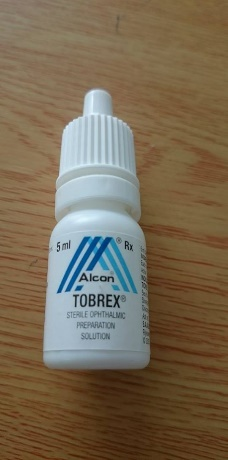 5 ml
® Rx
Alcon
TOBREX®
STERILE OPHTHALMIC
PREPARATION
SOLUTION